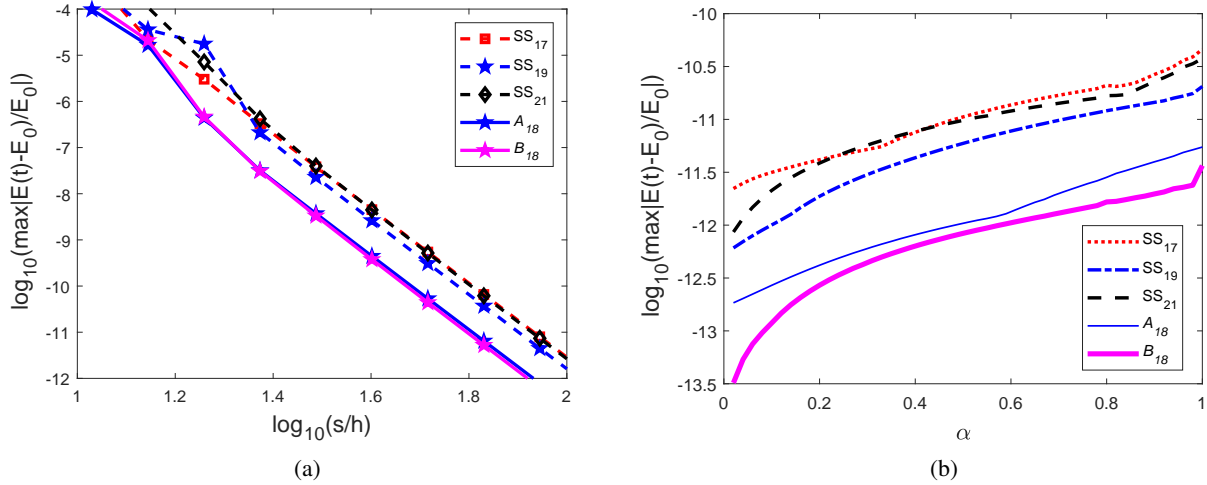 -4
-5
-6
-7
-8
-9
-10
-11
-12
1
1.2
1.4
1.6
1.8
2
log10(s/h)
log10(max|E(t)-E0)/E0|)
SS17
SS19
SS21
A18
B18
(a)
-10
-10.5
-11
-11.5
-12
-12.5
-13
-13.5
0
0.2
0.4
0.6
0.8
1
α
log10(max|E(t)-E0)/E0|)
SS17
SS19
SS21
A18
B18
(b)